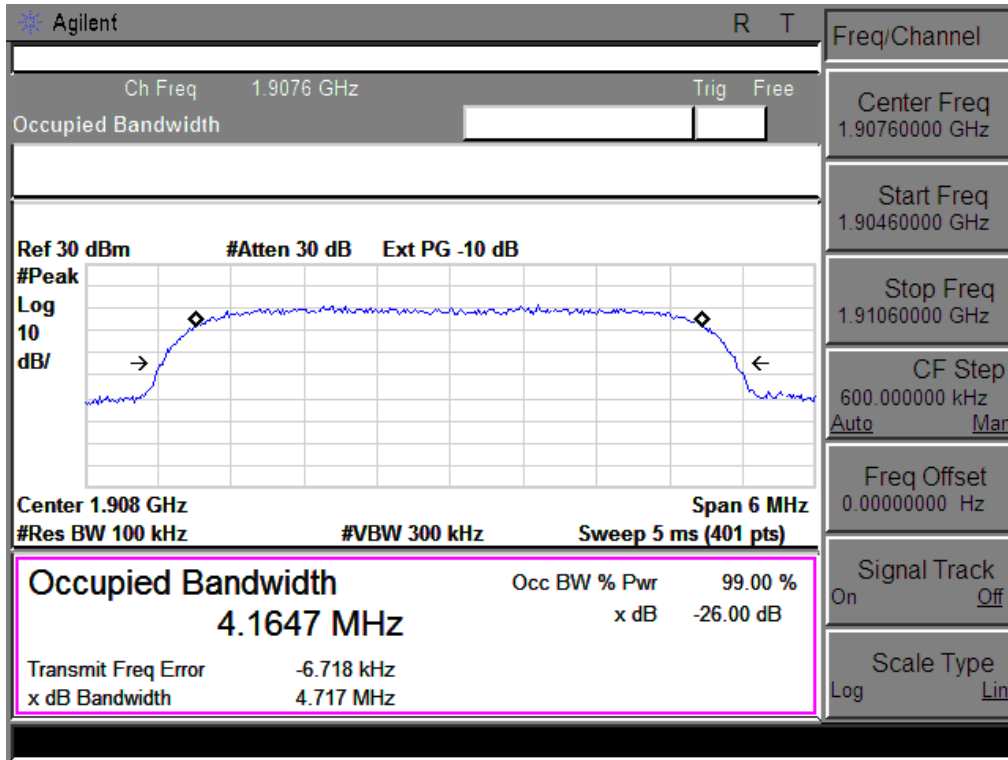 Agilent R T
Ch Freq 1.9076 GHz Trig Free
Occupied Bandwidth
Ref 30 dBm #Atten 30 dB Ext PG -10 dB
#Peak
Log
10
dB/
Center 1.908 GHz Span 6 MHz
#Res BW 100 kHz #VBW 300 kHz Sweep 5 ms (401 pts)
Occupied Bandwidth
4.1647 MHz
Occ BW % Pwr 99.00 %
x dB -26.00 dB
Transmit Freq Error -6.718 kHz
x dB Bandwidth 4.717 MHz
Freq/Channel
Center Freq
1.90760000 GHz
Start Freq
1.90460000 GHz
Stop Freq
1.91060000 GHz
CF Step
600.000000 kHz
Auto Man
Freq Offset
0.00000000 Hz
Signal Track
On Off
Scale Type
Log Lin